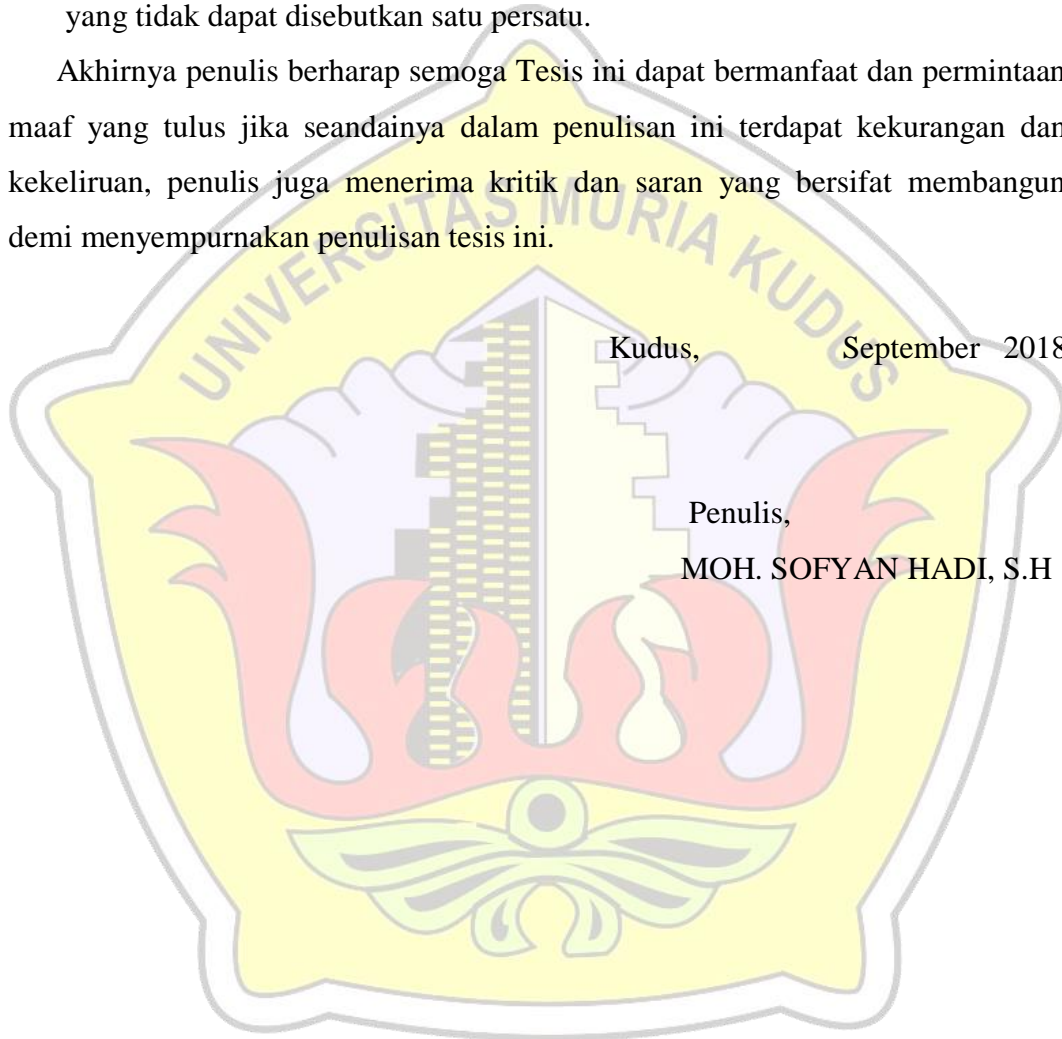 yang tidak dapat disebutkan satu persatu.
Akhirnya penulis berharap semoga Tesis ini dapat bermanfaat dan permintaan
maaf yang tulus jika seandainya dalam penulisan ini terdapat kekurangan dan
kekeliruan, penulis juga menerima kritik dan saran yang bersifat membangun
demi menyempurnakan penulisan tesis ini.
UNIVERSITAS MURIA KUDUS
Kudus, September 2018
Penulis,
MOH. SOFYAN HADI, S.H